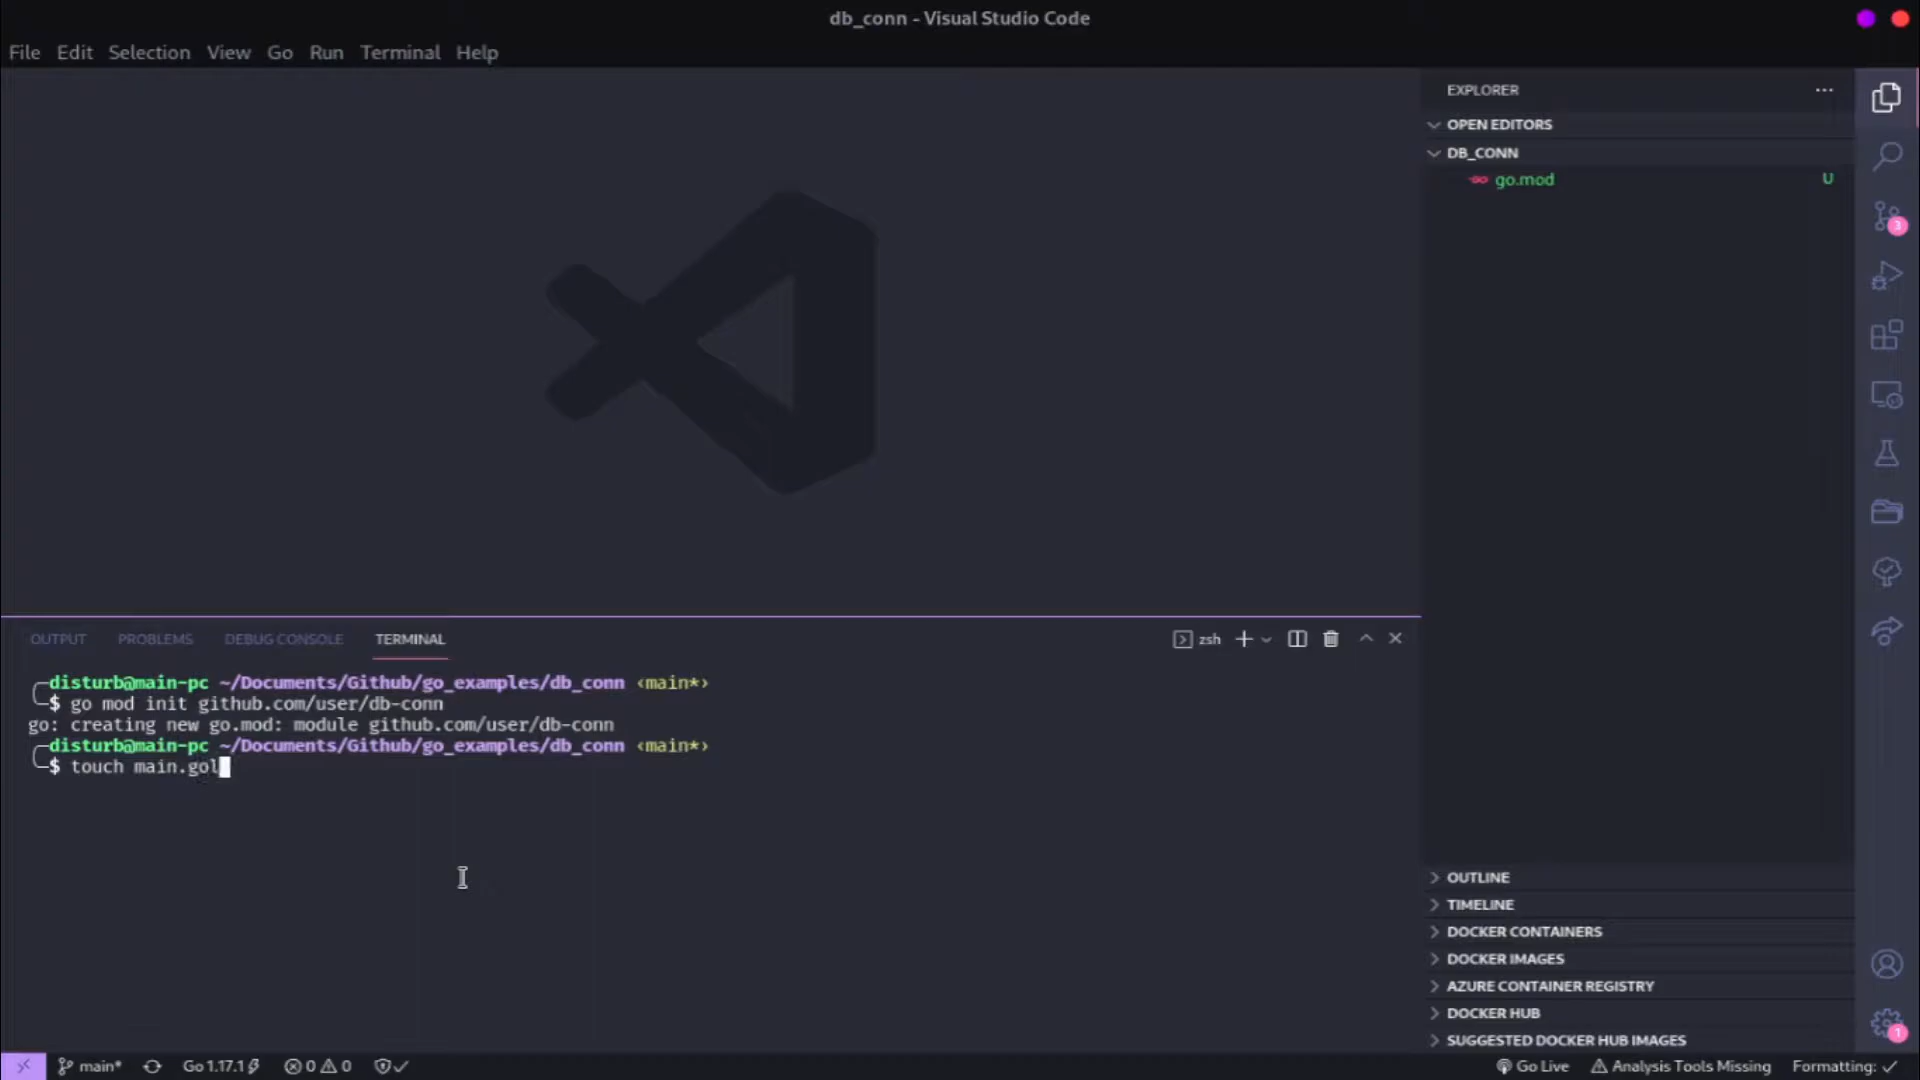 db_conn - Visual Studio Code
File Edit Selection View Go Run Terminal Help
EXPLORER
OPEN EDITORS
DB_CONN
go.mod U
3
OUTPUT PROBLEMS DEBUG CONSOLE TERMINAL
zsh
disturb@main-pc ~/Documents/Github/go_examples/db_conn ‹main*›
$ go mod init github.com/user/db-conn
go: creating new go.mod: module github.com/user/db-conn
disturb@main-pc ~/Documents/Github/go_examples/db_conn ‹main*›
$ touch main.gol
OUTLINE
TIMELINE
DOCKER CONTAINERS
DOCKER IMAGES
AZURE CONTAINER REGISTRY
DOCKER HUB
SUGGESTED DOCKER HUB IMAGES
1
main* Go 1.17.1 0 0 Go Live Analysis Tools Missing Formatting: ✓